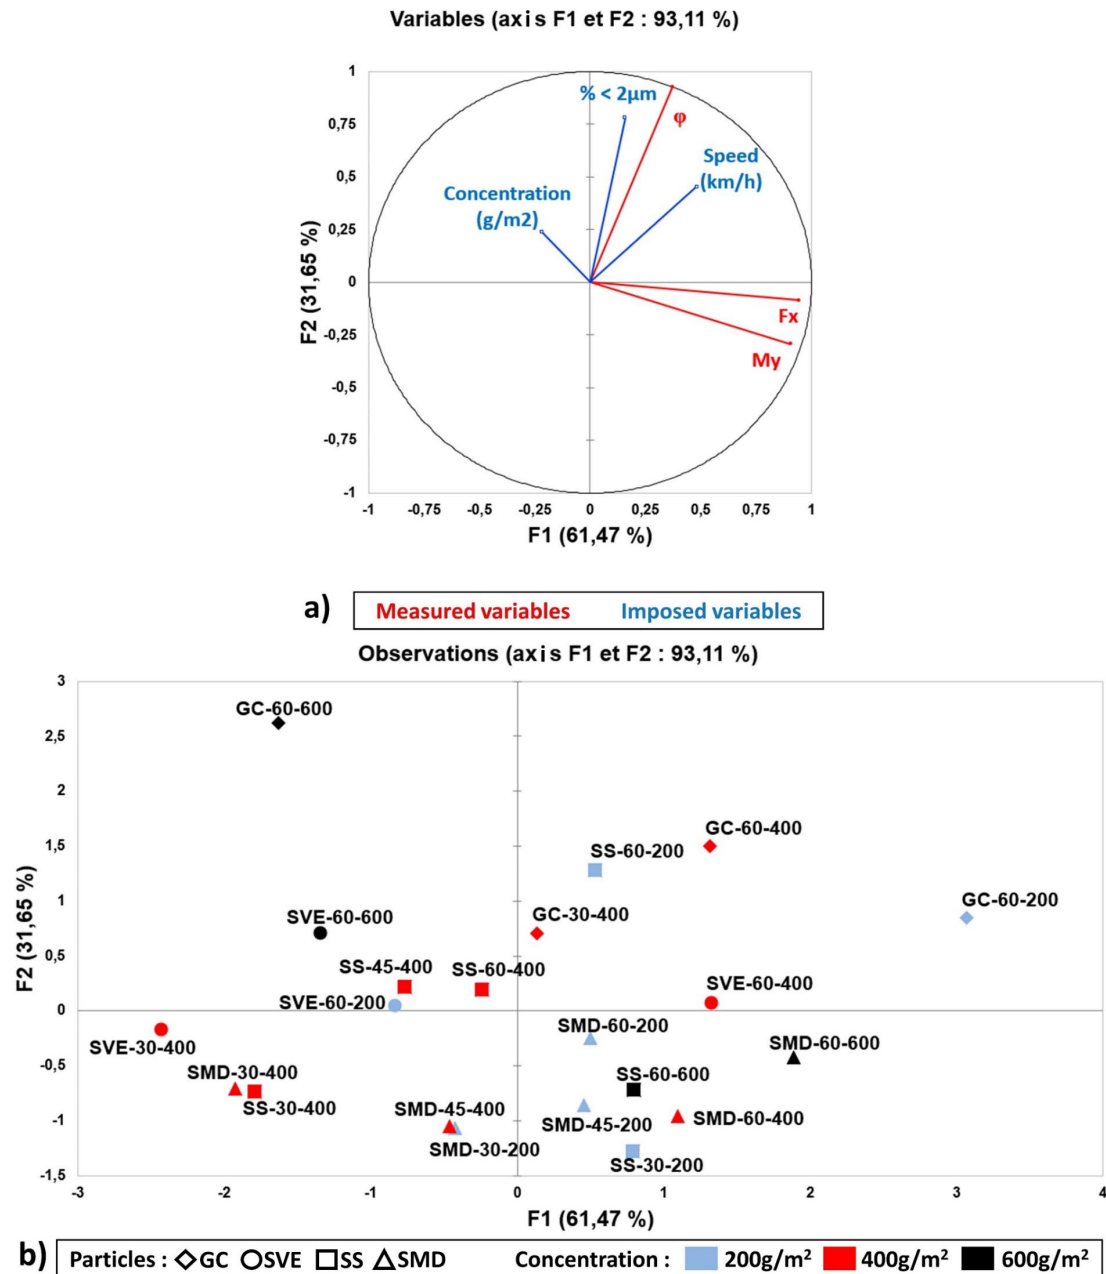 Variables (axis F1 et F2 : 93,11 %)
1
0,75
0,5
0,25
0
-0,25
-0,5
-0,75
-1
F2 (31,65 %)
% < 2µm
φ
Speed
(km/h)
Concentration
(g/m2)
Fx
My
-1 -0,75 -0,5 -0,25 0 0,25 0,5 0,75 1
F1 (61,47 %)
a) Measured variables Imposed variables
Observations (axis F1 et F2 : 93,11 %)
3
2,5
2
1,5
1
0,5
0
-0,5
-1
-1,5
F2 (31,65 %)
GC-60-600
GC-60-400
SS-60-200
GC-60-200
SVE-60-600
GC-30-400
SS-45-400
SS-60-400
SVE-60-200
SVE-60-400
SVE-30-400
SMD-60-200
SMD-60-600
SMD-30-400
SS-60-600
SS-30-400
SMD-45-400
SMD-45-200
SMD-60-400
SMD-30-200
SS-30-200
-3 -2 -1 0 1 2 3 4
F1 (61,47 %)
b) Particles : GC SVE SS SMD Concentration : 200g/m² 400g/m² 600g/m²